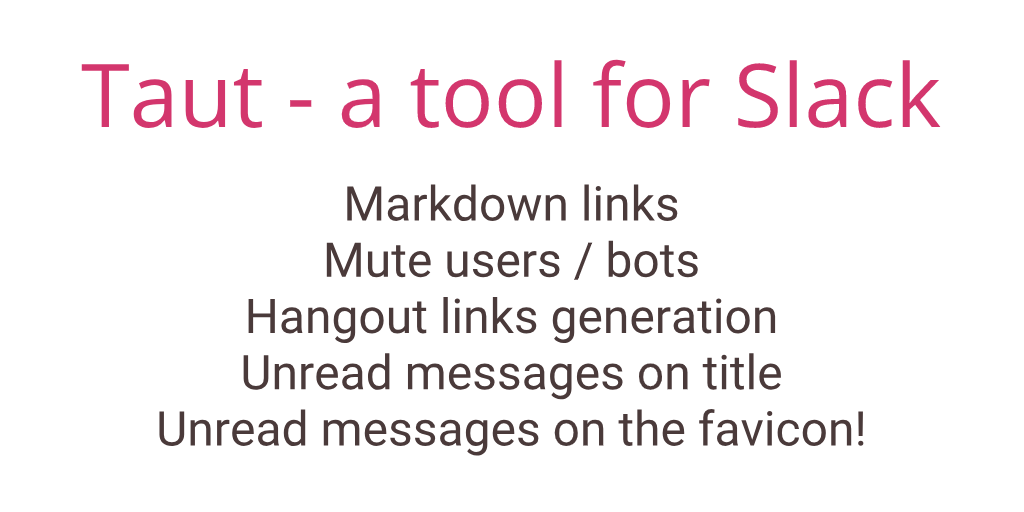 Taut - a tool for Slack
Markdown links
Mute users / bots
Hangout links generation
Unread messages on title
Unread messages on the favicon!